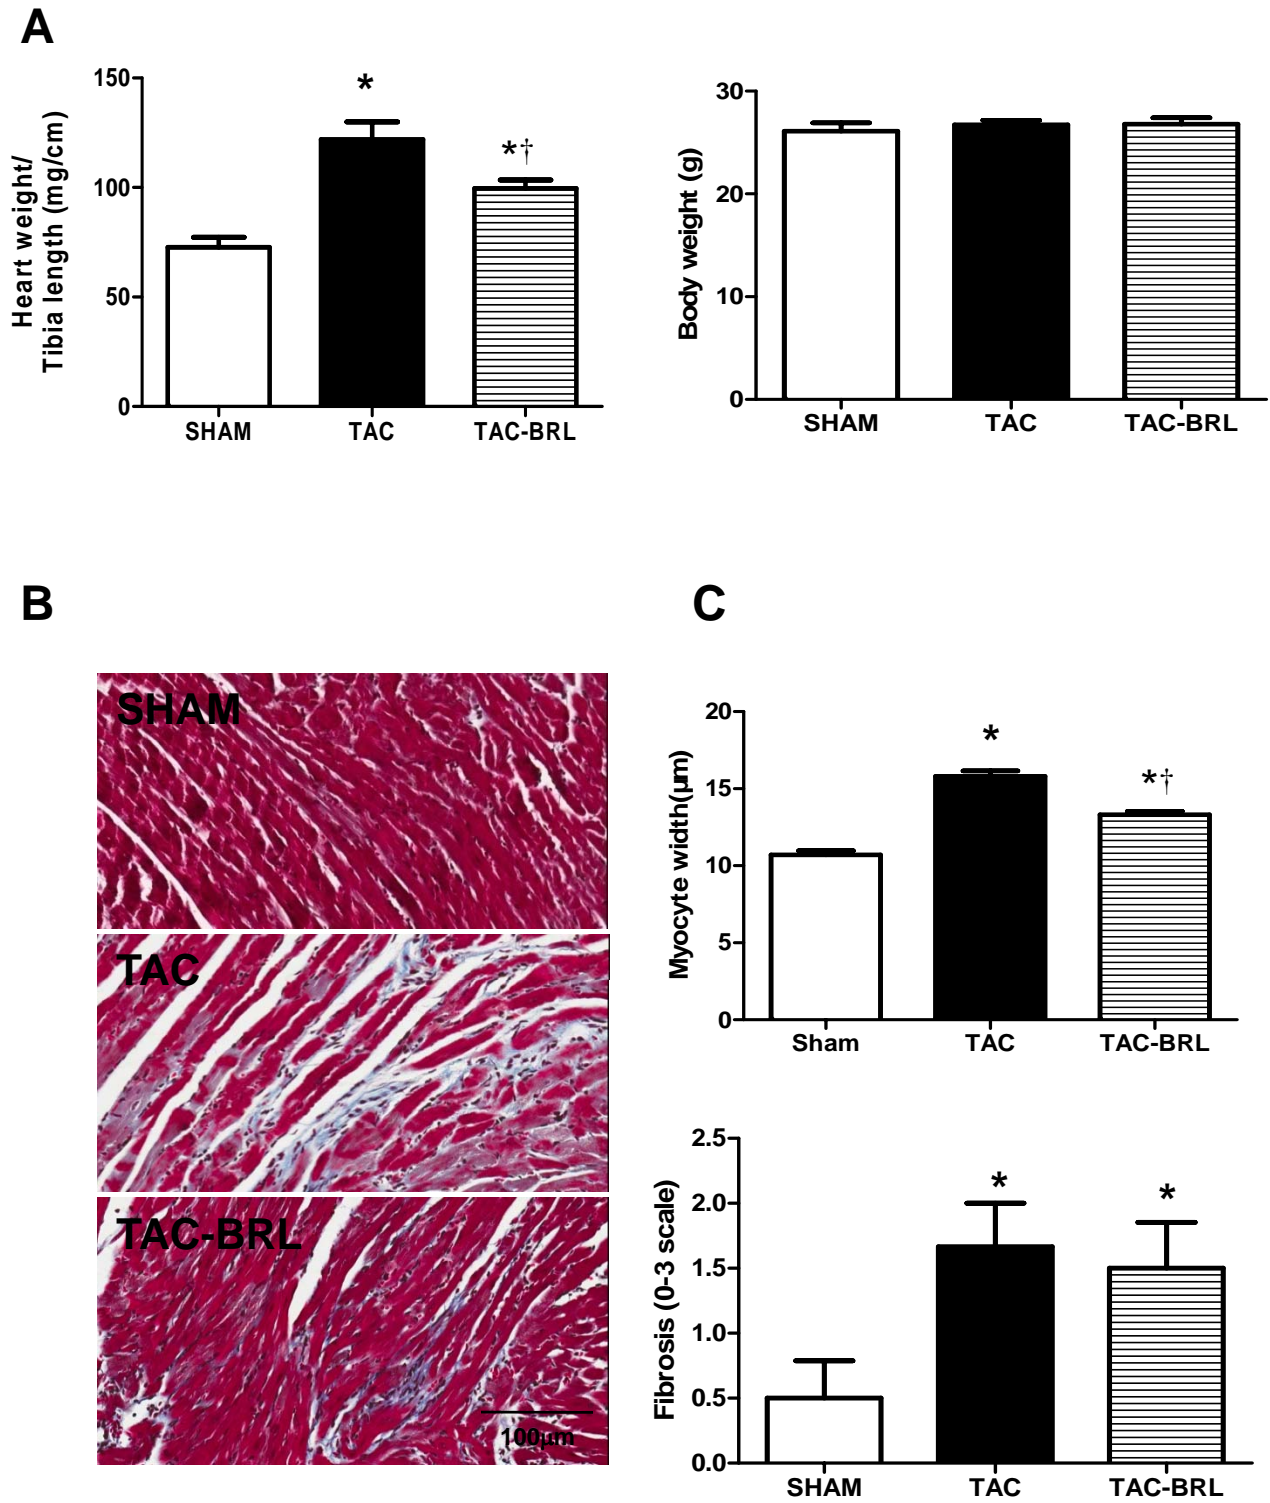 A
Heart weight/
Tibia length (mg/cm)
150
100
50
0
*
*†
SHAM
TAC
TAC-BRL
Body weight (g)
30
20
10
0
SHAM
TAC
TAC-BRL
B
SHAM
TAC
TAC-BRL
100µm
C
Myocyte width(µm)
20
15
10
5
0
*
*†
Sham
TAC
TAC-BRL
Fibrosis (0-3 scale)
2.5
2.0
1.5
1.0
0.5
0.0
*
*
SHAM
TAC
TAC-BRL